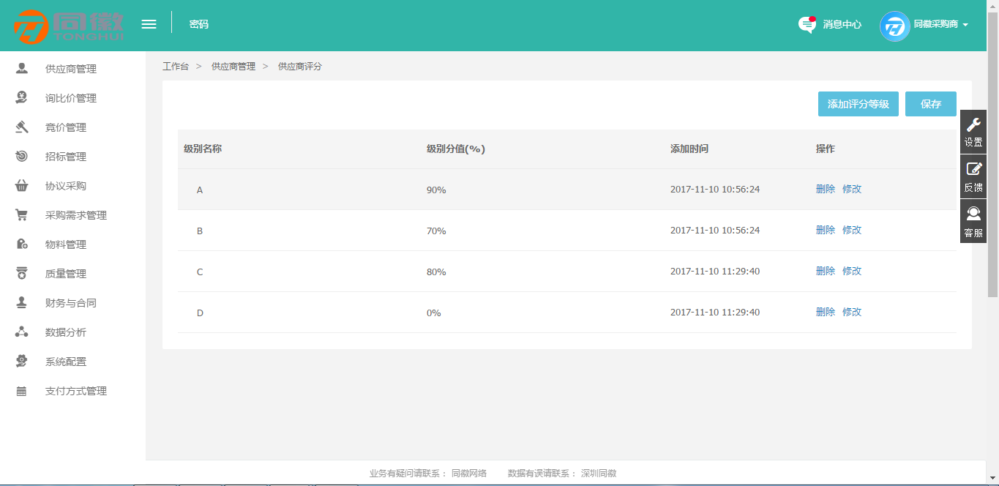 同徽 TONGHUI 密码 消息中心 同徽采购商
供应商管理
询比价管理
竞价管理
招标管理
协议采购
采购需求管理
物料管理
质量管理
财务与合同
数据分析
系统配置
支付方式管理
工作台 > 供应商管理 > 供应商评分
添加评分等级 保存
级别名称 级别分值(%) 添加时间 操作
A 90% 2017-11-10 10:56:24 删除 修改
B 70% 2017-11-10 10:56:24 删除 修改
C 80% 2017-11-10 11:29:40 删除 修改
D 0% 2017-11-10 11:29:40 删除 修改
设置
反馈
客服
业务有疑问请联系： 同徽网络 数据有误请联系： 深圳同徽